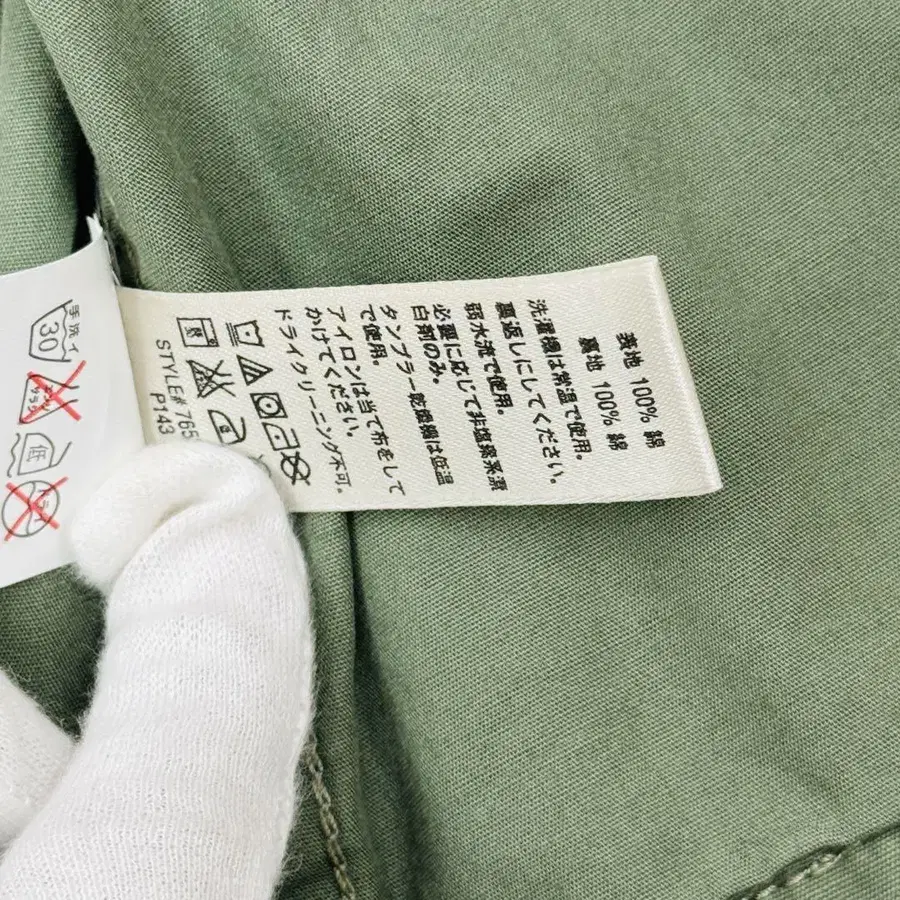 表地 100% 綿
裏地 100% 綿
洗濯機は常温で使用。
裏返しにしてください。
弱水流で使用。
必要に応じて非塩素系漂
白剤のみ。
タンブラー乾燥機は低温
で使用。
アイロンは当て布をして
かけてください。
ドライクリーニング不可。
STYLE# 765
P143
手洗イ
30
低
ドライ